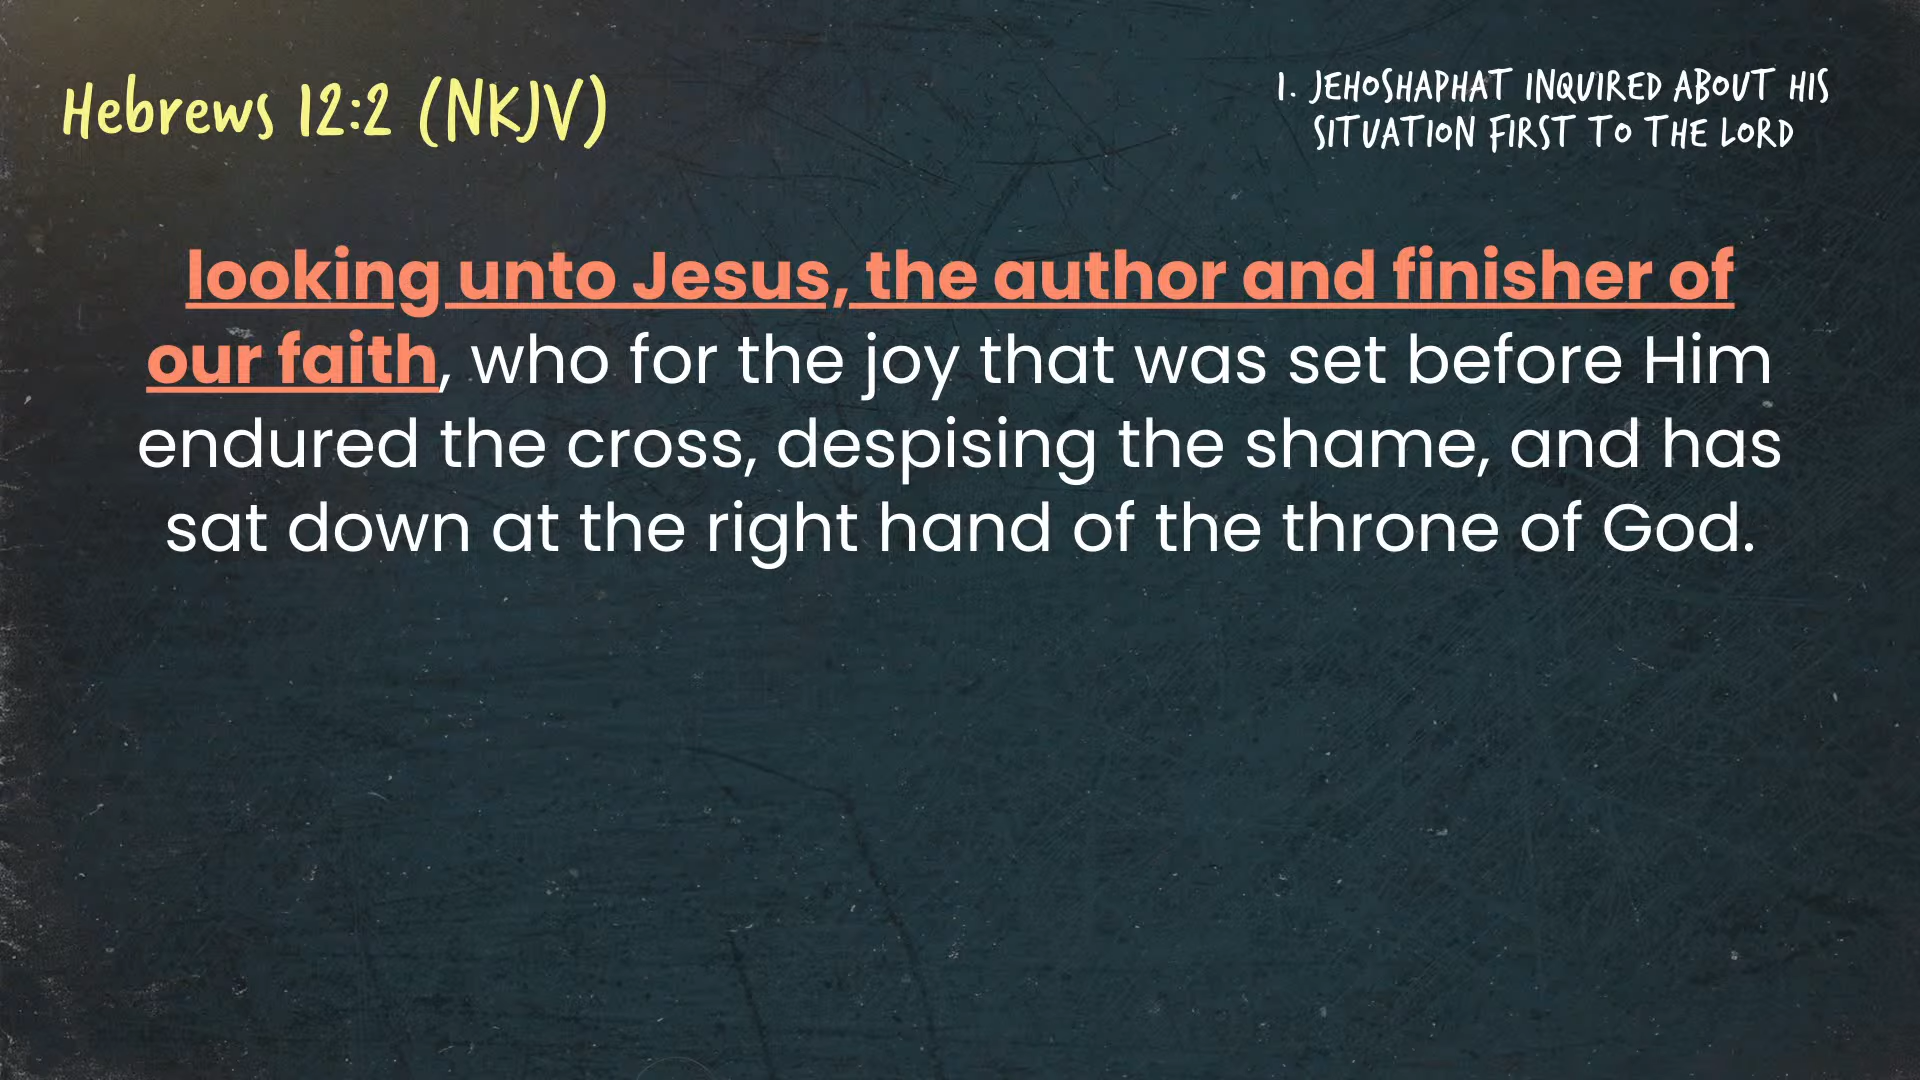 Hebrews 12:2 (NKJV)
1. JEHOSHAPHAT INQUIRED ABOUT HIS
SITUATION FIRST TO THE LORD
looking unto Jesus, the author and finisher of
our faith, who for the joy that was set before Him
endured the cross, despising the shame, and has
sat down at the right hand of the throne of God.